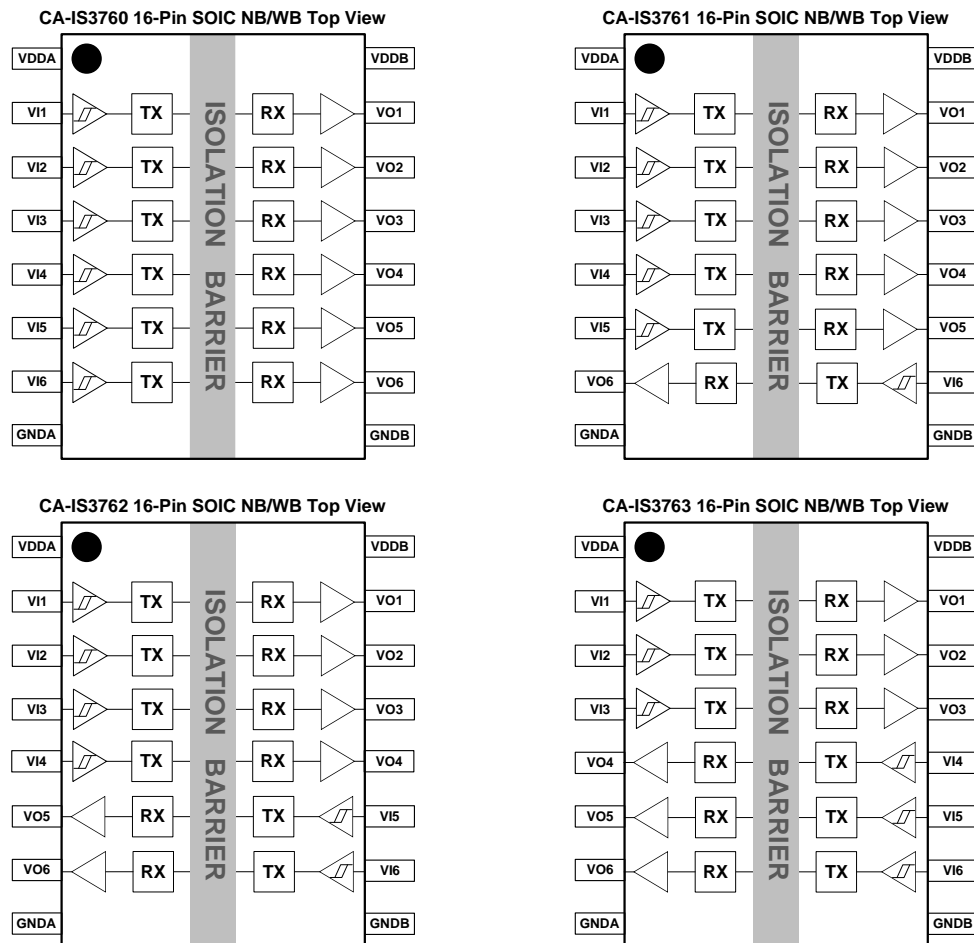 CA-IS3760 16-Pin SOIC NB/WB Top View
VDDA VDDB
VI1 TX RX VO1
VI2 TX RX VO2
VI3 TX RX VO3
VI4 TX RX VO4
VI5 TX RX VO5
VI6 TX RX VO6
GNDA GNDB
ISOLATION BARRIER
CA-IS3761 16-Pin SOIC NB/WB Top View
VDDA VDDB
VI1 TX RX VO1
VI2 TX RX VO2
VI3 TX RX VO3
VI4 TX RX VO4
VI5 TX RX VO5
VO6 RX TX VI6
GNDA GNDB
ISOLATION BARRIER
CA-IS3762 16-Pin SOIC NB/WB Top View
VDDA VDDB
VI1 TX RX VO1
VI2 TX RX VO2
VI3 TX RX VO3
VI4 TX RX VO4
VO5 RX TX VI5
VO6 RX TX VI6
GNDA GNDB
ISOLATION BARRIER
CA-IS3763 16-Pin SOIC NB/WB Top View
VDDA VDDB
VI1 TX RX VO1
VI2 TX RX VO2
VI3 TX RX VO3
VO4 RX TX VI4
VO5 RX TX VI5
VO6 RX TX VI6
GNDA GNDB
ISOLATION BARRIER